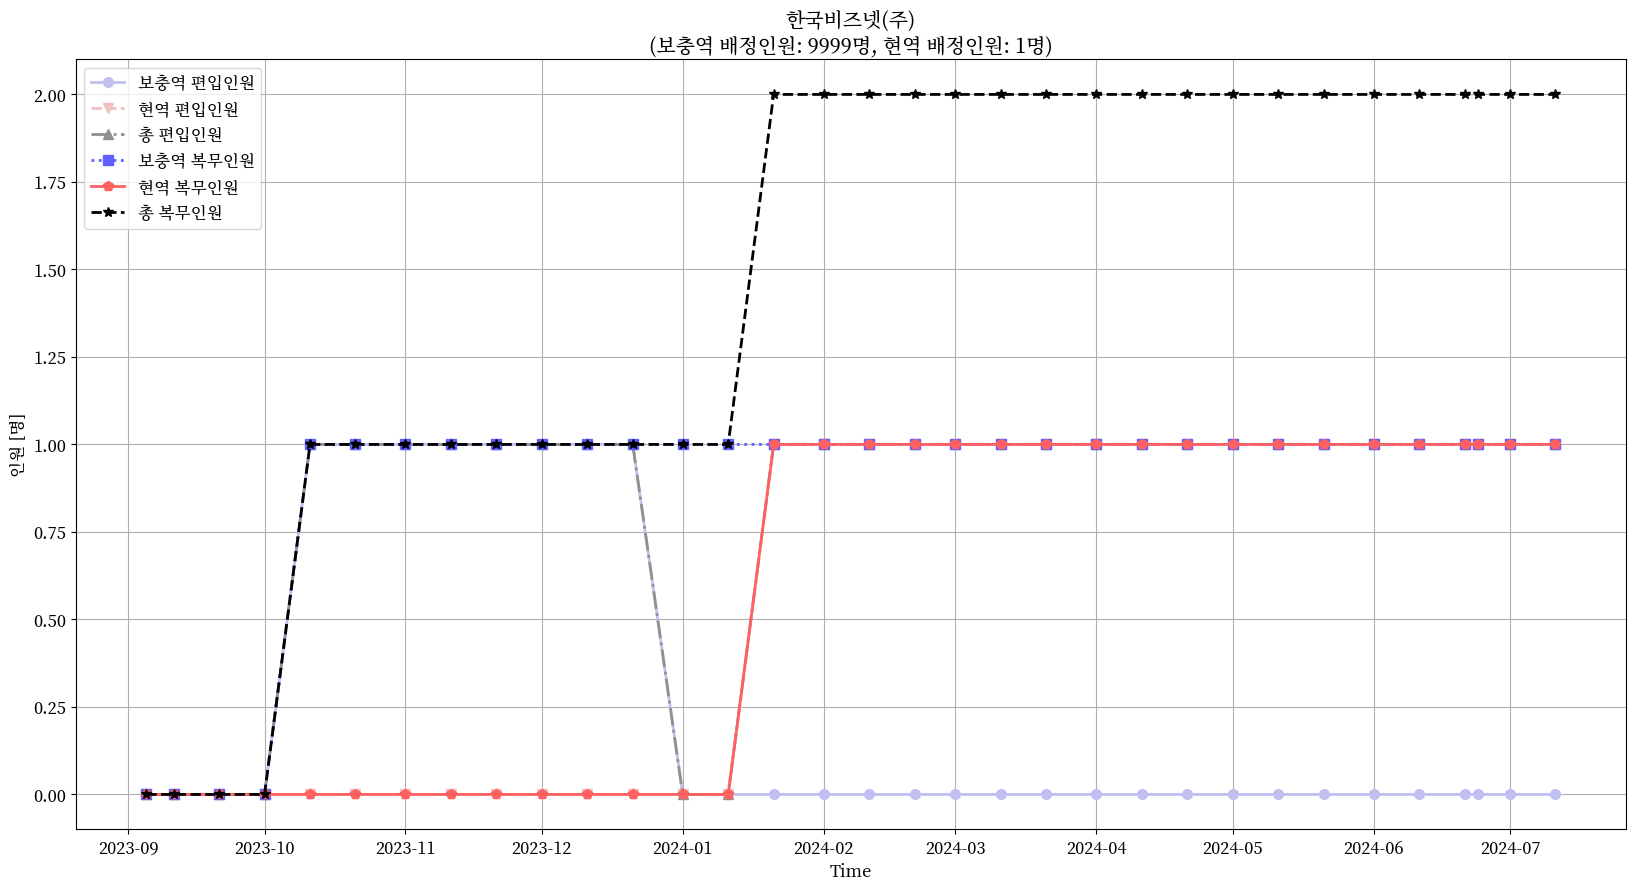 한국비즈넷(주)
(보충역 배정인원: 9999명, 현역 배정인원: 1명)
보충역 편입인원
현역 편입인원
총 편입인원
보충역 복무인원
현역 복무인원
총 복무인원
2.00
1.75
1.50
1.25
1.00
0.75
0.50
0.25
0.00
인원 [명]
2023-09 2023-10 2023-11 2023-12 2024-01 2024-02 2024-03 2024-04 2024-05 2024-06 2024-07
Time